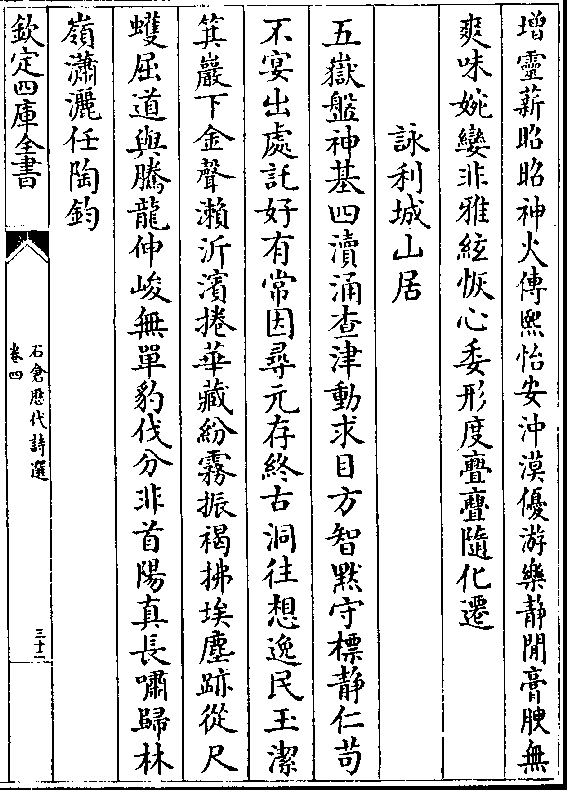 增靈薪昭昭神火傳熙怡安沖漠優游樂靜閒膏腴無
爽味婉孌非雅絃恢心委形度亹亹隨化遷
詠利城山居
五嶽盤神基四瀆涌查津動求目方智黙守標静仁茍
不宴出處託好有常因尋元存終古洞往想逸民玉潔
箕巖下金聲瀨沂濱捲華藏紛霧振褐拂埃塵跡從尺
蠖屈道與騰龍伸峻無單豹伐分非首陽真長嘯歸林
嶺瀟灑任陶鈞
欽定四庫全書
石倉歷代詩選
卷四
三十二